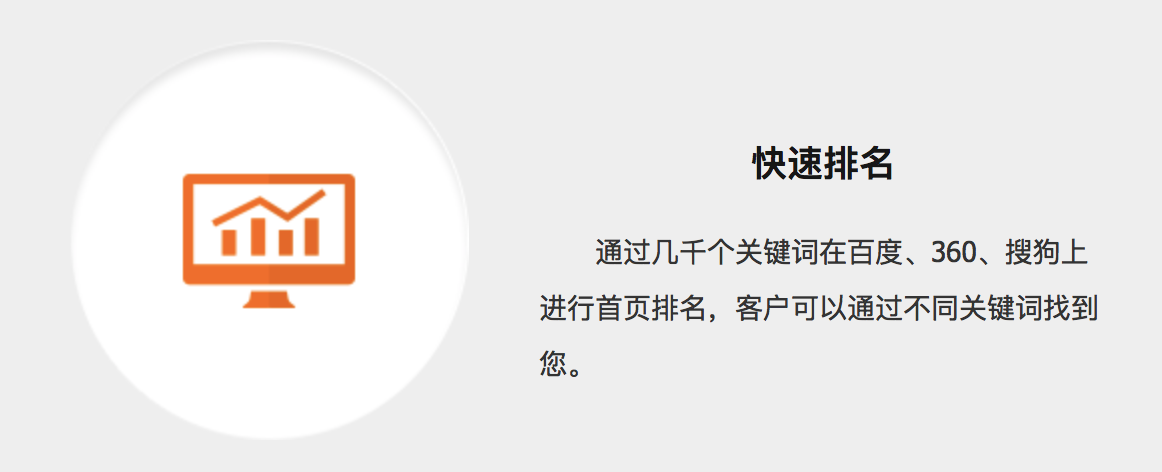 快速排名
通过几千个关键词在百度、360、搜狗上
进行首页排名，客户可以通过不同关键词找到
您。